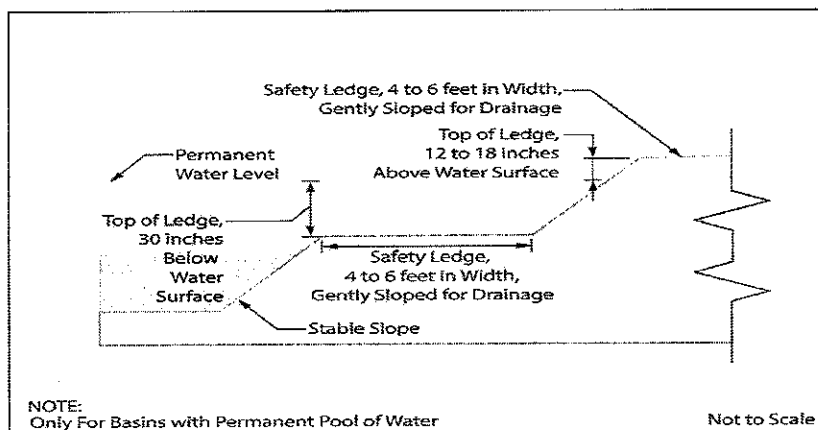 Safety Ledge, 4 to 6 feet in Width,
Gently Sloped for Drainage
Top of Ledge,
12 to 18 inches
Above Water Surface
Permanent
Water Level
Top of Ledge,
30 inches
Below
Water
Surface
Safety Ledge,
4 to 6 feet in Width,
Gently Sloped for Drainage
Stable Slope
NOTE:
Only For Basins with Permanent Pool of Water
Not to Scale